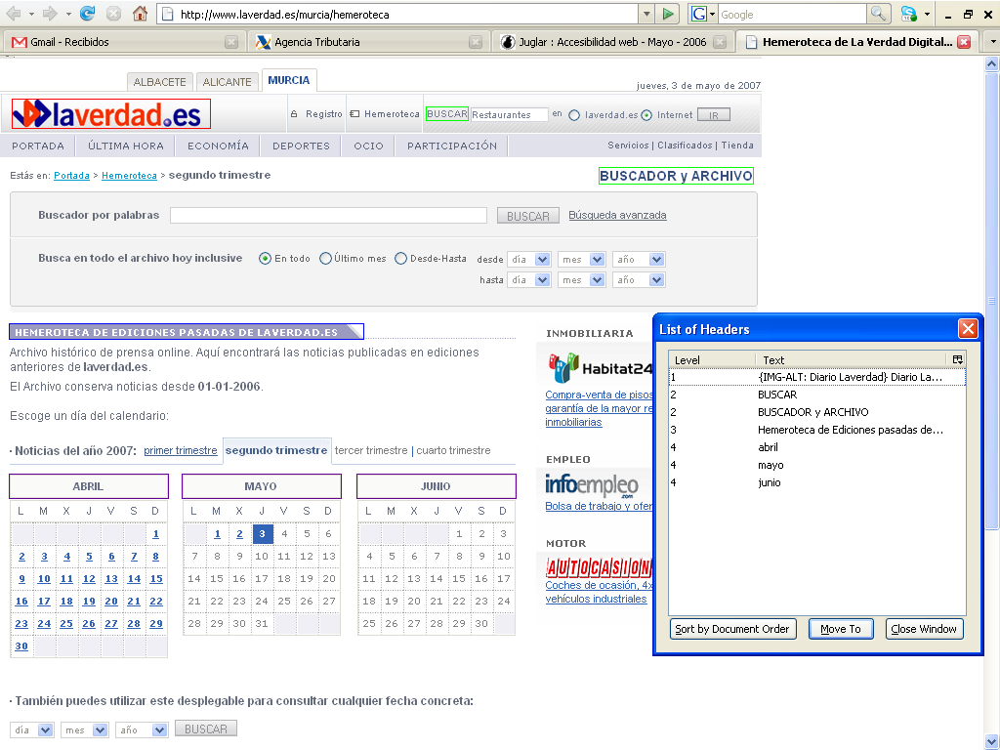 http://www.laverdad.es/murcia/hemeroteca
G Google
Gmail - Recibidos
Agencia Tributaria
Juglar : Accesibilidad web - Mayo - 2006
Hemeroteca de La Verdad Digital...
ALBACETE ALICANTE MURCIA
jueves, 3 de mayo de 2007
laverdad.es
Registro Hemeroteca BUSCAR Restaurantes en laverdad.es Internet IR
PORTADA ÚLTIMA HORA ECONOMÍA DEPORTES OCIO PARTICIPACIÓN Servicios | Clasificados | Tienda
Estás en: Portada > Hemeroteca > segundo trimestre
BUSCADOR y ARCHIVO
Buscador por palabras BUSCAR Búsqueda avanzada
Busca en todo el archivo hoy inclusive En todo Último mes Desde-Hasta desde día mes año
hasta día mes año
HEMEROTECA DE EDICIONES PASADAS DE LAVERDAD.ES
Archivo histórico de prensa online. Aquí encontrará las noticias publicadas en ediciones
anteriores de laverdad.es.
El Archivo conserva noticias desde 01-01-2006.
Escoge un día del calendario:
· Noticias del año 2007: primer trimestre segundo trimestre tercer trimestre | cuarto trimestre
ABRIL
L M X J V S D
1
2 3 4 5 6 7 8
9 10 11 12 13 14 15
16 17 18 19 20 21 22
23 24 25 26 27 28 29
30
MAYO
L M X J V S D
1 2 3 4 5 6
7 8 9 10 11 12 13
14 15 16 17 18 19 20
21 22 23 24 25 26 27
28 29 30 31
JUNIO
L M X J V S D
1 2 3
4 5 6 7 8 9 10
11 12 13 14 15 16 17
18 19 20 21 22 23 24
25 26 27 28 29 30
· También puedes utilizar este desplegable para consultar cualquier fecha concreta:
día mes año BUSCAR
INMOBILIARIA
Habitat24
Compra-venta de pisos
garantía de la mayor re
inmobiliarias
EMPLEO
infoempleo
.com
Bolsa de trabajo y ofer
MOTOR
AUTOCASION
Coches de ocasión, 4x
vehículos industriales
List of Headers
Level Text
1 {IMG-ALT: Diario Laverdad} Diario La...
2 BUSCAR
2 BUSCADOR y ARCHIVO
3 Hemeroteca de Ediciones pasadas de...
4 abril
4 mayo
4 junio
Sort by Document Order Move To Close Window